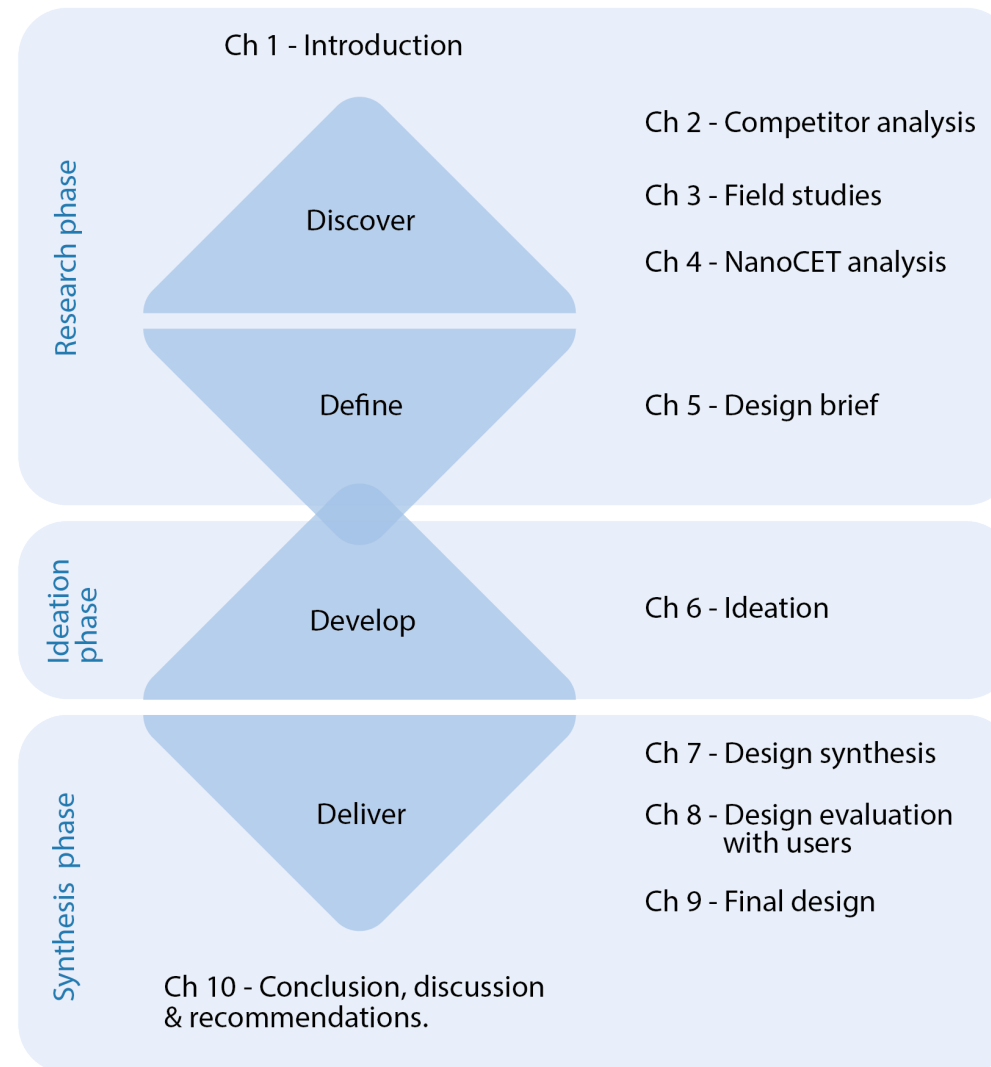 Ch 1 - Introduction
Research phase
Discover
Ch 2 - Competitor analysis
Ch 3 - Field studies
Ch 4 - NanoCET analysis
Define
Ch 5 - Design brief
Ideation
phase
Develop
Ch 6 - Ideation
Synthesis phase
Deliver
Ch 7 - Design synthesis
Ch 8 - Design evaluation
with users
Ch 9 - Final design
Ch 10 - Conclusion, discussion
& recommendations.